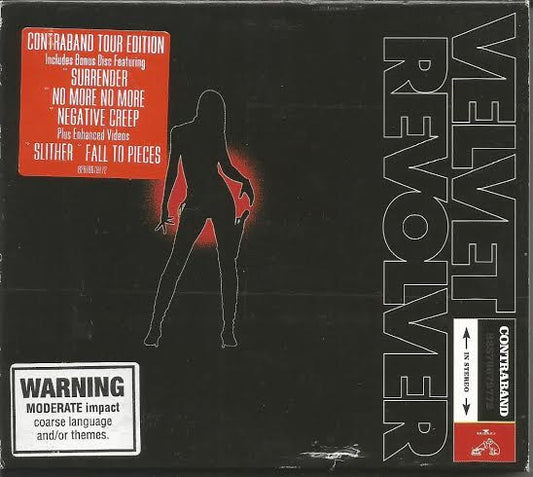 CONTRABAND TOUR EDITION
Includes Bonus Disc Featuring
" SURRENDER
" NO MORE NO MORE
" NEGATIVE CREEP
Plus Enhanced Videos
" SLITHER " FALL TO PIECES
VELVET
REVOLVER
CONTRABAND
IN STEREO
WARNING
MODERATE impact
coarse language
and/or themes.